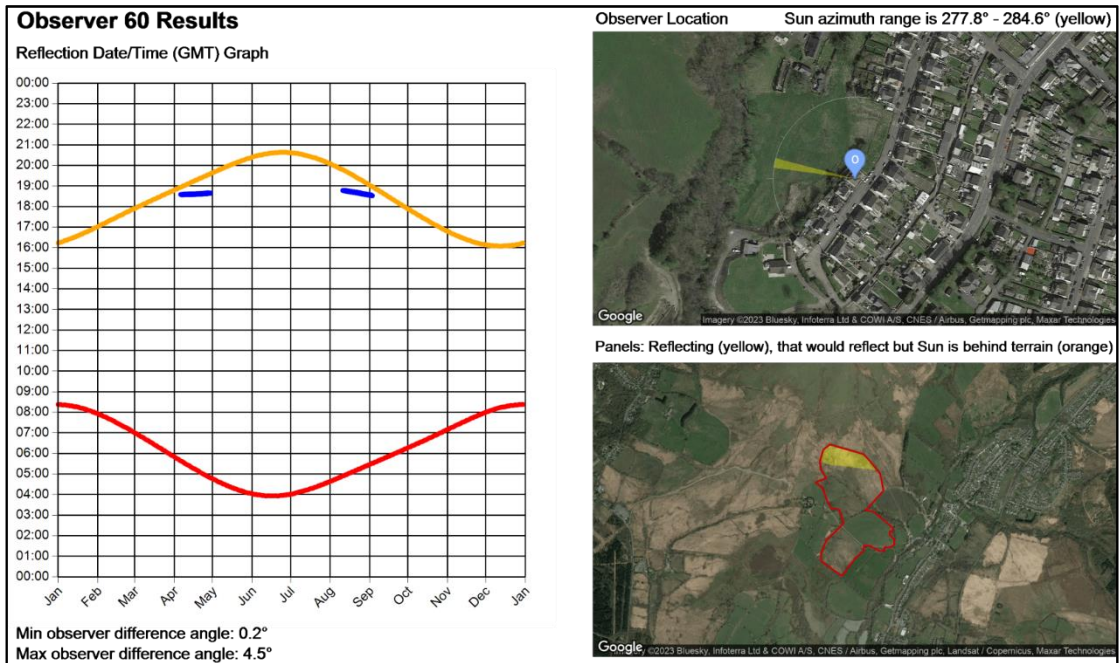 Observer 60 Results
Reflection Date/Time (GMT) Graph
00:00
23:00
22:00
21:00
20:00
19:00
18:00
17:00
16:00
15:00
14:00
13:00
12:00
11:00
10:00
09:00
08:00
07:00
06:00
05:00
04:00
03:00
02:00
01:00
00:00
Jan Feb Mar Apr May Jun Jul Aug Sep Oct Nov Dec Jan
Min observer difference angle: 0.2°
Max observer difference angle: 4.5°
Observer Location Sun azimuth range is 277.8° - 284.6° (yellow)
O
Google Imagery ©2023 Bluesky, Infoterra Ltd & COWI A/S, CNES / Airbus, Getmapping plc, Maxar Technologies
Panels: Reflecting (yellow), that would reflect but Sun is behind terrain (orange)
Google Imagery ©2023 Bluesky, Infoterra Ltd & COWI A/S, CNES / Airbus, Getmapping plc, Landsat / Copernicus, Maxar Technologies